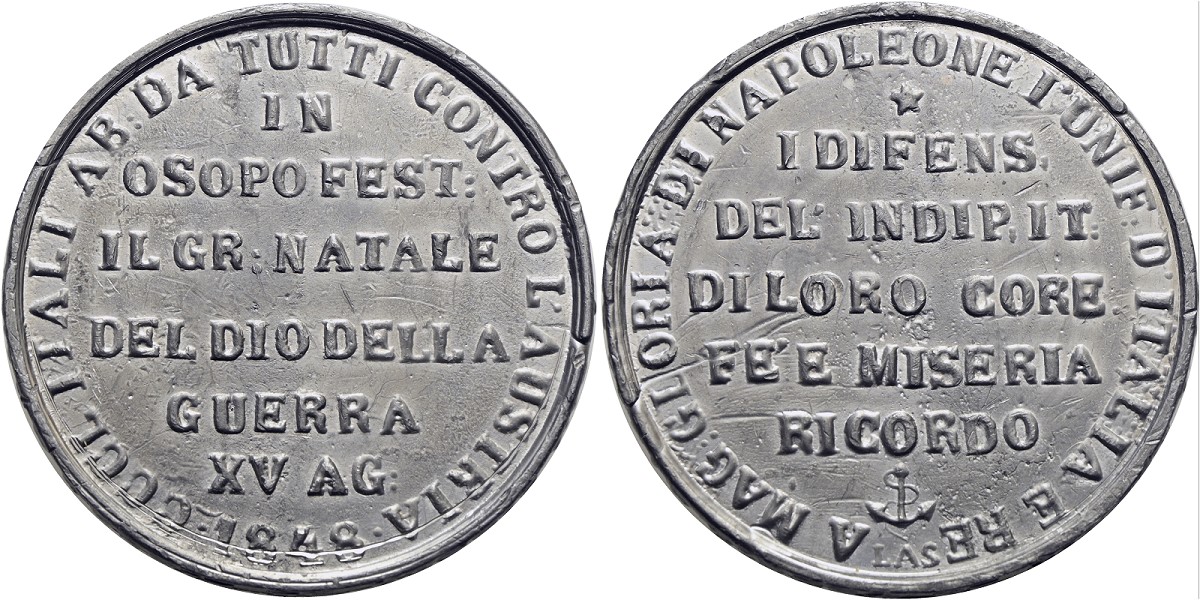 I POCHI ITALI AB: DA TUTTI CONTRO L'AUSTRIA · 1848 ·
IN
OSOPO FEST:
IL GR: NATALE
DEL DIO DELLA
GUERRA
XV AG:
A MAG: GLORIA: DI NAPOLEONE I° UNIF: D' ITALIA E RE
I DIFENS.
DEL' INDIP. IT:
DI LORO CORE
FE' E MISERIA
RICORDO
LAS